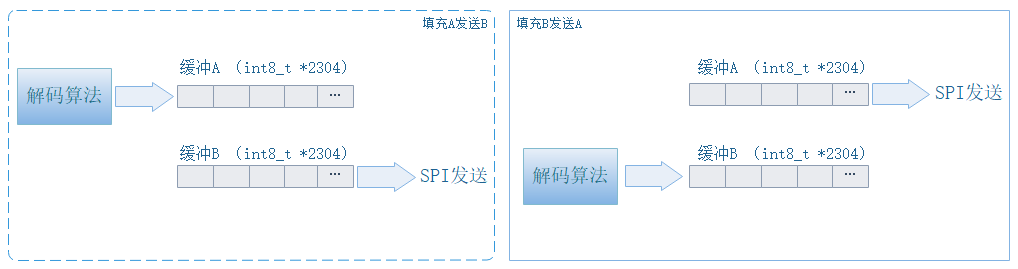 填充A发送B
缓冲A （int8_t *2304）
解码算法
...
缓冲B （int8_t *2304）
...
SPI发送
填充B发送A
缓冲A （int8_t *2304）
...
SPI发送
缓冲B （int8_t *2304）
解码算法
...